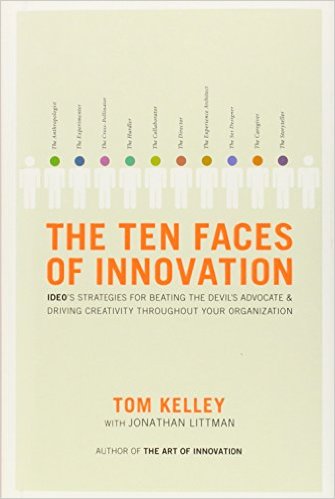 The Anthropologist
The Experimenter
The Cross-Pollinator
The Hurdler
The Collaborator
The Director
The Experience Architect
The Set Designer
The Caregiver
The Storyteller
THE TEN FACES
OF INNOVATION
IDEO'S STRATEGIES FOR BEATING THE DEVIL'S ADVOCATE &
DRIVING CREATIVITY THROUGHOUT YOUR ORGANIZATION
TOM KELLEY
WITH JONATHAN LITTMAN
AUTHOR OF THE ART OF INNOVATION